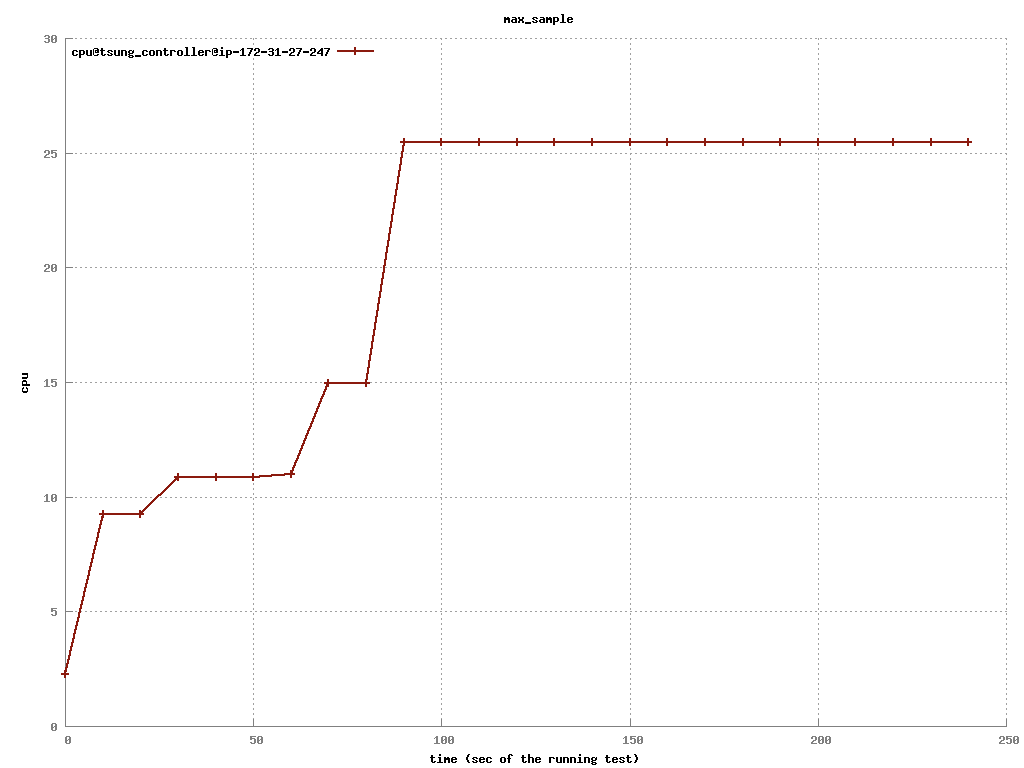 max_sample
30
cpu@tsung_controller@ip-172-31-27-247
25
20
cpu
15
10
5
0
0 50 100 150 200 250
time (sec of the running test)